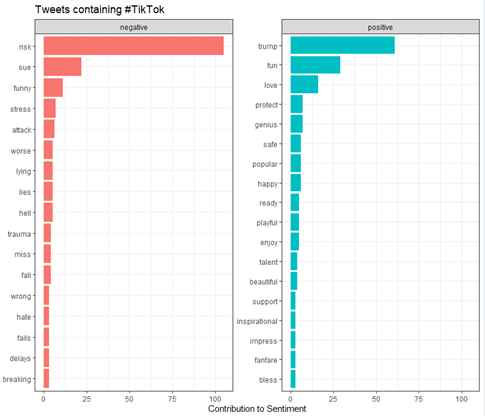 Tweets containing #TikTok
negative
risk
sue
funny
stress
attack
worse
lying
lies
hell
trauma
miss
fall
wrong
hate
fails
delays
breaking
0 25 50 75 100
positive
trump
fun
love
protect
genius
safe
popular
happy
ready
playful
enjoy
talent
beautiful
support
inspirational
impress
fanfare
bless
0 25 50 75 100
Contribution to Sentiment